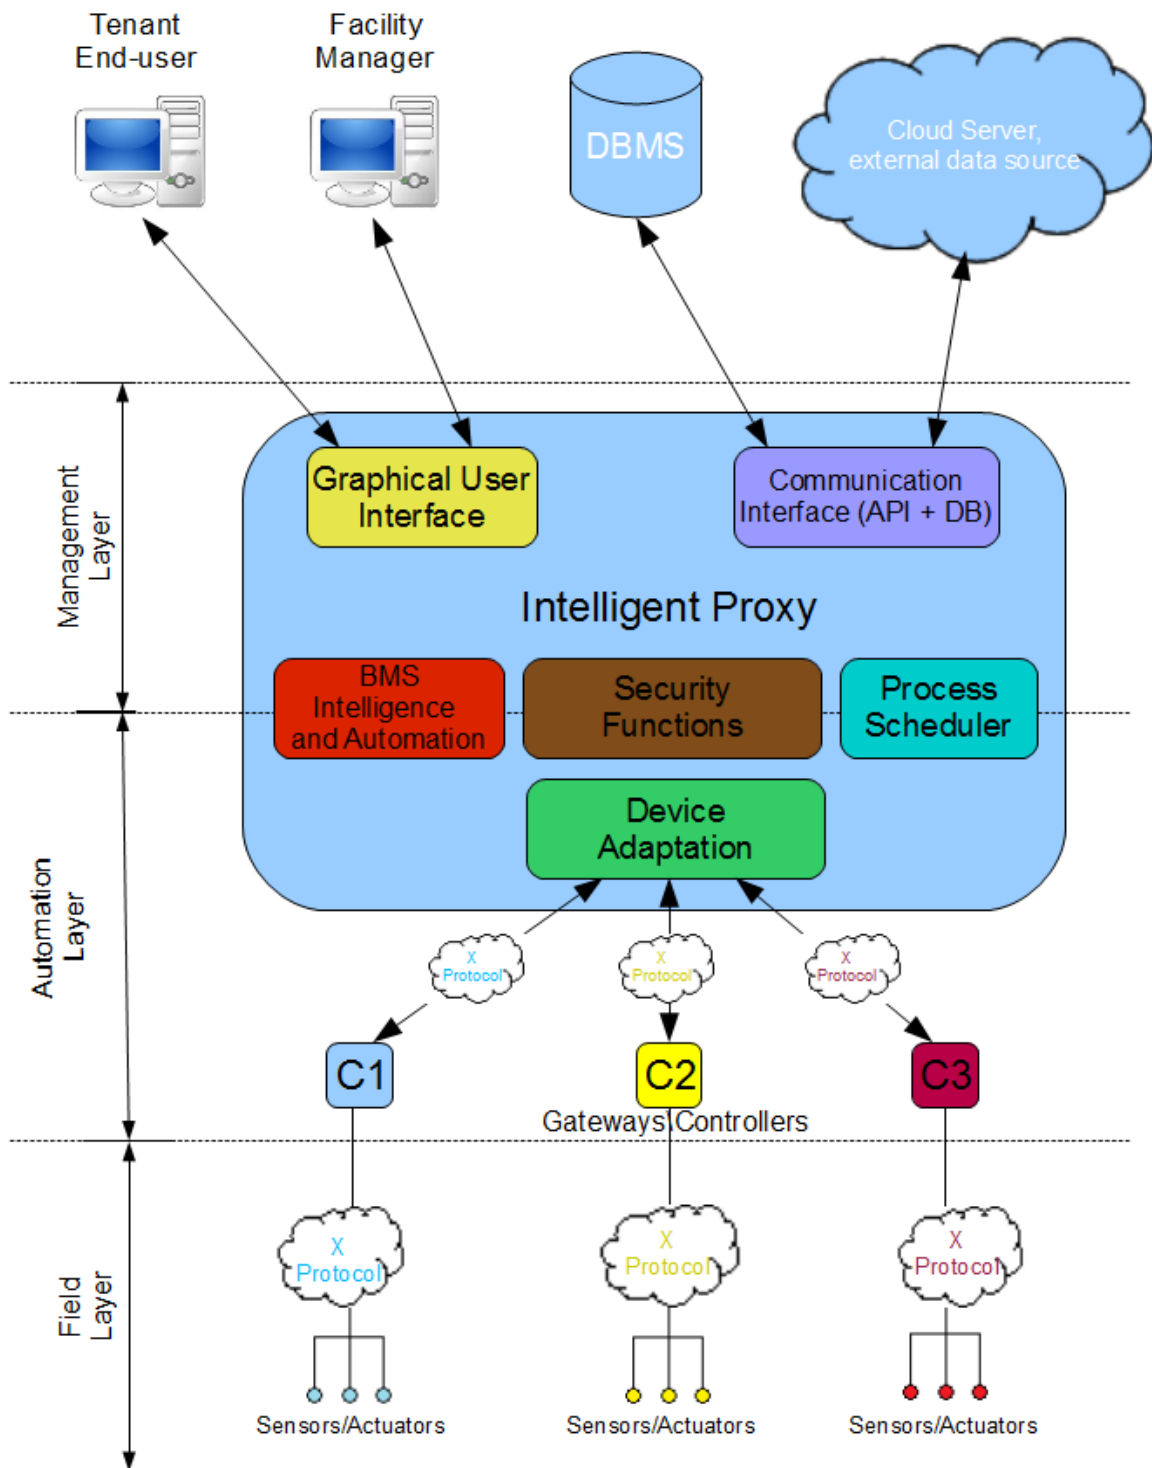 Tenant
End-user
Facility
Manager
DBMS
Cloud Server,
external data source
Management
Layer
Graphical User
Interface
Communication
Interface (API + DB)
Intelligent Proxy
BMS
Intelligence
and Automation
Security
Functions
Process
Scheduler
Device
Adaptation
Automation
Layer
X
Protocol
X
Protocol
X
Protocol
C1
C2
C3
Gateways\Controllers
Field
Layer
X
Protocol
X
Protocol
X
Protocol
Sensors/Actuators
Sensors/Actuators
Sensors/Actuators